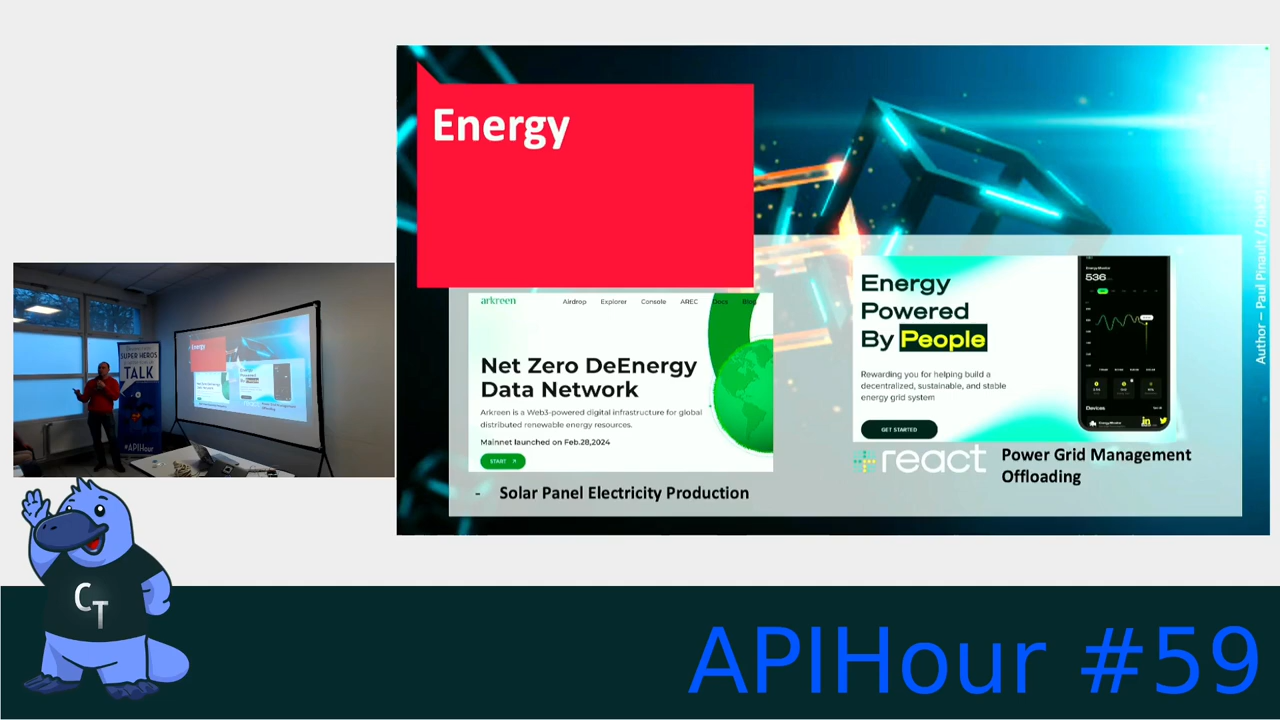 Energy
arkreen
Airdrop Explorer Console AREC Docs Blog
Net Zero DeEnergy
Data Network
Arkreen is a Web3-powered digital infrastructure for global
distributed renewable energy resources.
Mainnet launched on Feb.28,2024
START
- Solar Panel Electricity Production
Energy
Powered
By People
Rewarding you for helping build a
decentralized, sustainable, and stable
energy grid system
GET STARTED
536
Devices
react
Power Grid Management
Offloading
Author – Paul Pinault /
SUPER HEROS
TALK
#APIHour
CT
APIHour #59